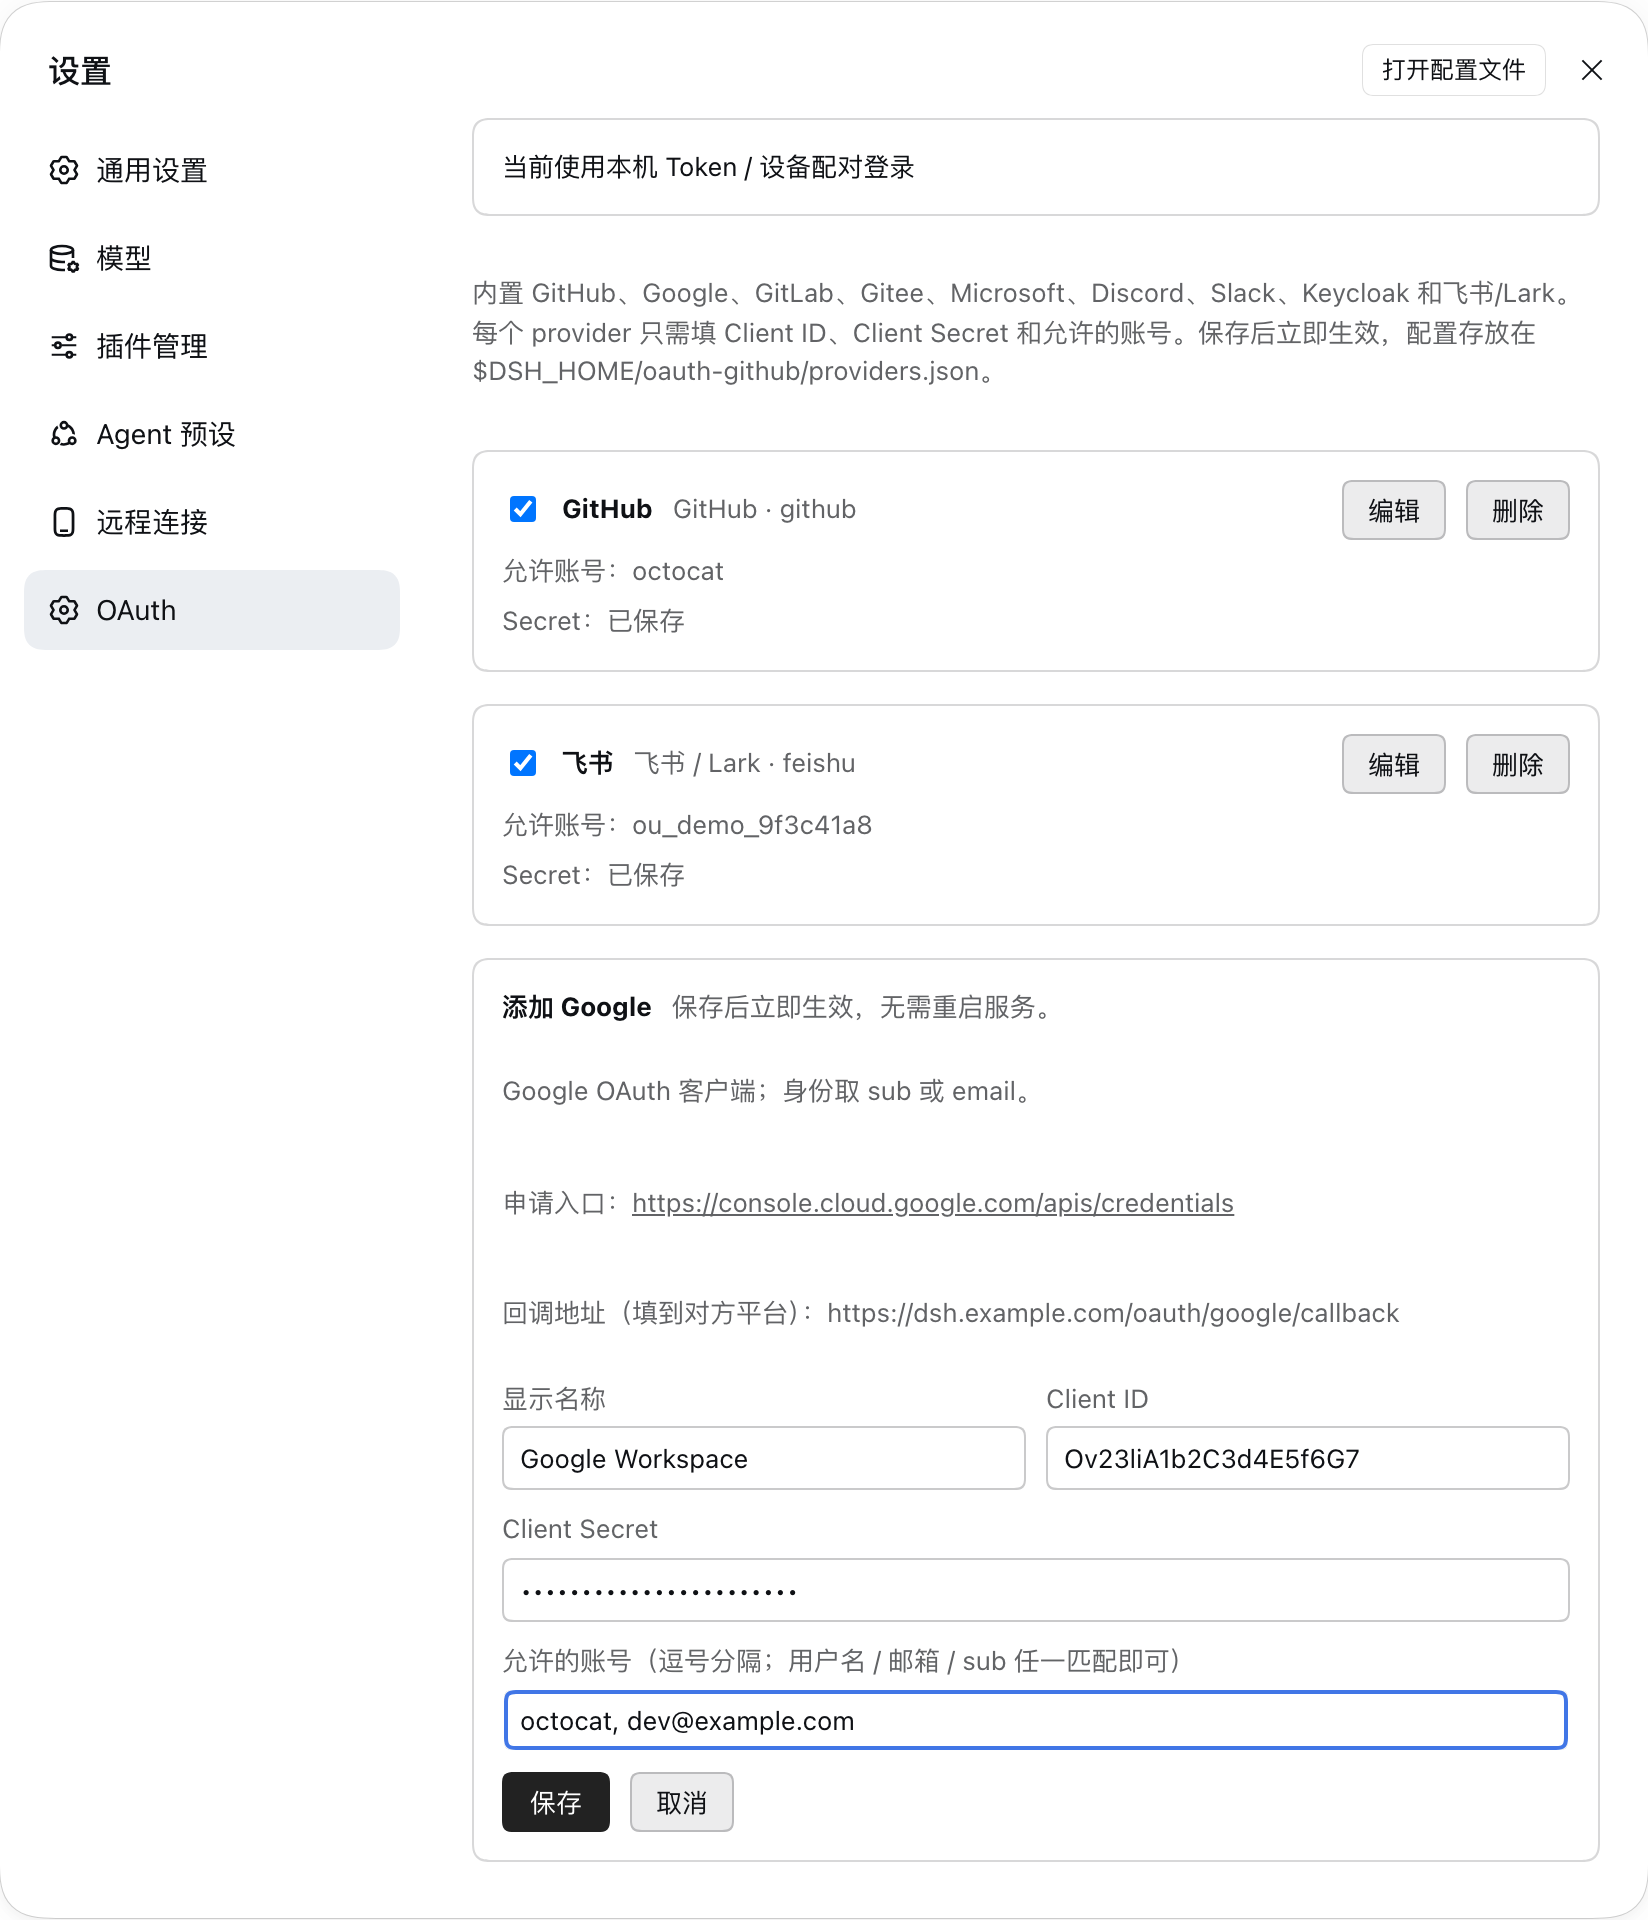 设置
打开配置文件
通用设置
模型
插件管理
Agent 预设
远程连接
OAuth
当前使用本机 Token / 设备配对登录
内置 GitHub、Google、GitLab、Gitee、Microsoft、Discord、Slack、Keycloak 和飞书/Lark。
每个 provider 只需填 Client ID、Client Secret 和允许的账号。保存后立即生效，配置存放在
$DSH_HOME/oauth-github/providers.json。
GitHub GitHub · github
编辑 删除
允许账号：octocat
Secret：已保存
飞书 飞书 / Lark · feishu
编辑 删除
允许账号：ou_demo_9f3c41a8
Secret：已保存
添加 Google 保存后立即生效，无需重启服务。
Google OAuth 客户端；身份取 sub 或 email。
申请入口：https://console.cloud.google.com/apis/credentials
回调地址（填到对方平台）：https://dsh.example.com/oauth/google/callback
显示名称
Google Workspace
Client ID
Ov23liA1b2C3d4E5f6G7
Client Secret
•••••••••••••••••••••••
允许的账号（逗号分隔；用户名 / 邮箱 / sub 任一匹配即可）
octocat, dev@example.com
保存 取消